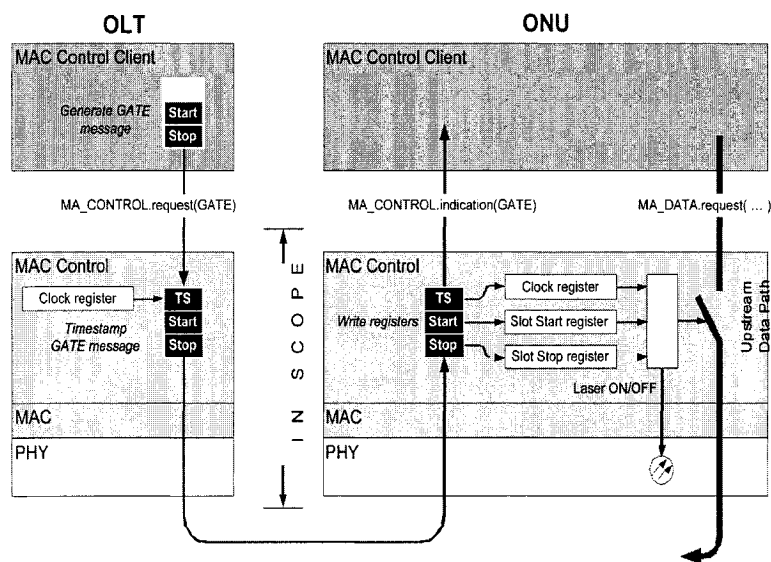 OLT
ONU
MAC Control Client
Generate GATE
message
Start
Stop
MAC Control Client
MA_CONTROL.request(GATE)
MA_CONTROL.indication(GATE)
MA_DATA.request( ... )
IN SCOPE
MAC Control
Clock register
TS
Start
Stop
Timestamp
GATE message
MAC
PHY
MAC Control
Write registers
TS
Start
Stop
Clock register
Slot Start register
Slot Stop register
Laser ON/OFF
Upstream
Data Path
MAC
PHY